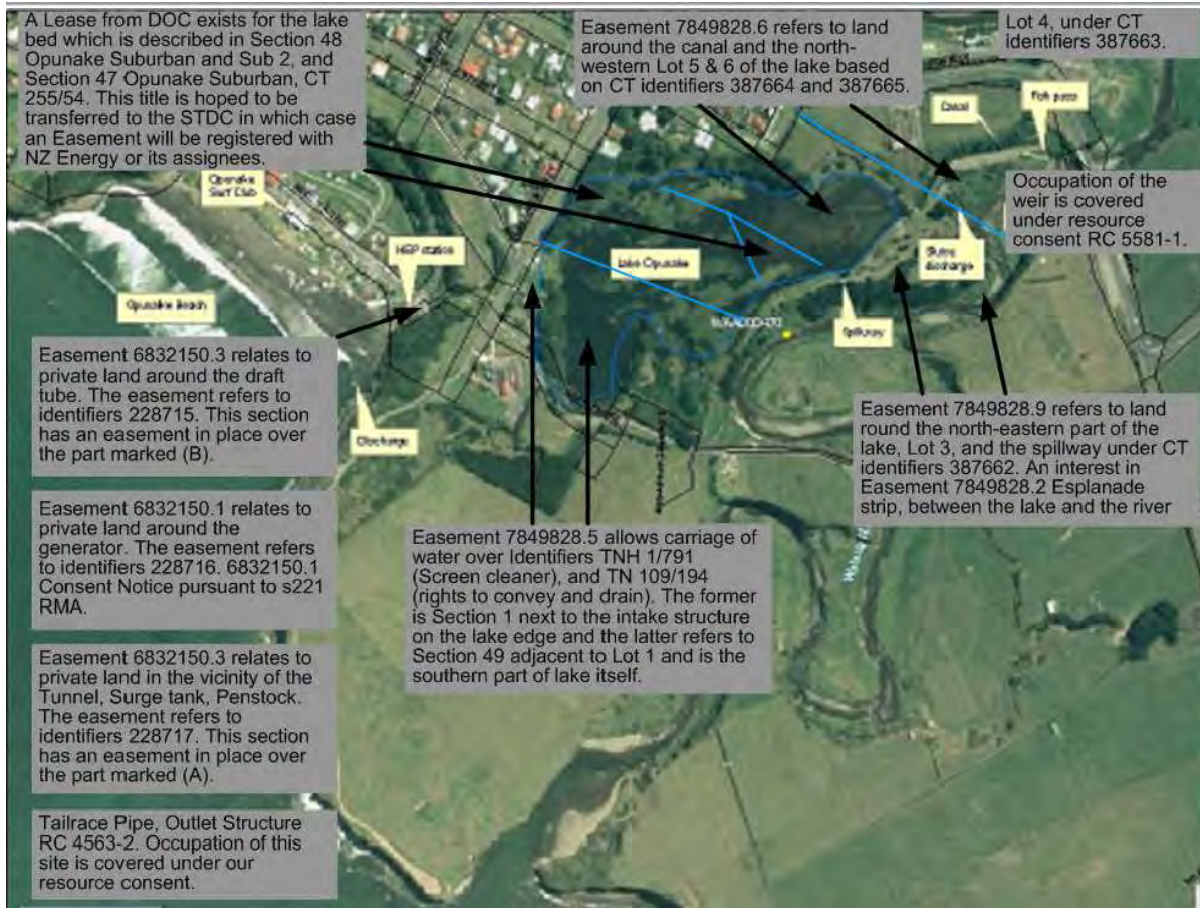 A Lease from DOC exists for the lake
bed which is described in Section 48
Opunake Suburban and Sub 2, and
Section 47 Opunake Suburban, CT
255/54. This title is hoped to be
transferred to the STDC in which case
an Easement will be registered with
NZ Energy or its assignees.
Easement 7849828.6 refers to land
around the canal and the north-
western Lot 5 & 6 of the lake based
on CT identifiers 387664 and 387665.
Lot 4, under CT
identifiers 387663.
Canal
Fish pass
Occupation of the
weir is covered
under resource
consent RC 5581-1.
Opunake
Surf Club
HEP station
Lake Opunake
Sluice
discharge
Opunake Beach
Spillway
Discharge
Easement 6832150.3 relates to
private land around the draft
tube. The easement refers to
identifiers 228715. This section
has an easement in place over
the part marked (B).
Easement 7849828.9 refers to land
round the north-eastern part of the
lake, Lot 3, and the spillway under CT
identifiers 387662. An interest in
Easement 7849828.2 Esplanade
strip, between the lake and the river
Easement 6832150.1 relates to
private land around the
generator. The easement refers
to identifiers 228716. 6832150.1
Consent Notice pursuant to s221
RMA.
Easement 7849828.5 allows carriage of
water over Identifiers TNH 1/791
(Screen cleaner), and TN 109/194
(rights to convey and drain). The former
is Section 1 next to the intake structure
on the lake edge and the latter refers to
Section 49 adjacent to Lot 1 and is the
southern part of lake itself.
Easement 6832150.3 relates to
private land in the vicinity of the
Tunnel, Surge tank, Penstock.
The easement refers to
identifiers 228717. This section
has an easement in place over
the part marked (A).
Tailrace Pipe, Outlet Structure
RC 4563-2. Occupation of this
site is covered under our
resource consent.